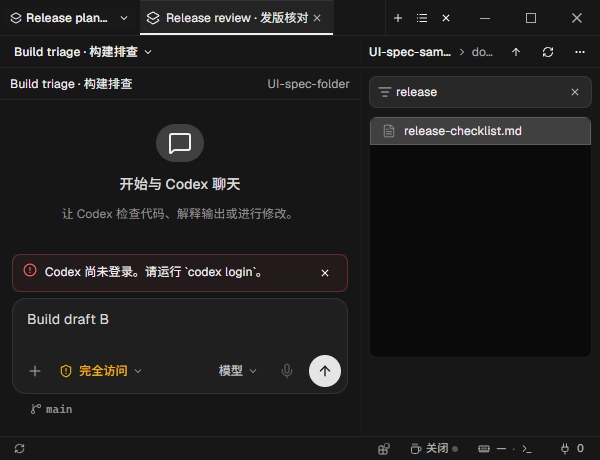 Release plan...
Release review · 发版核对
Build triage · 构建排查
UI-spec-sam...
do...
Build triage · 构建排查
UI-spec-folder
release
release-checklist.md
开始与 Codex 聊天
让 Codex 检查代码、解释输出或进行修改。
Codex 尚未登录。请运行 `codex login`。
Build draft B
完全访问
模型
main
关闭
0